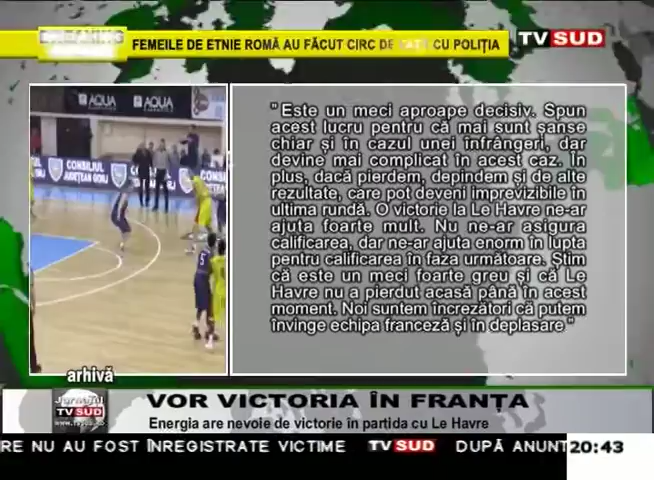 FEMEILE DE ETNIE ROMĂ AU FĂCUT CIRC DE CU POLIȚIA
TV SUD
AQUA
AQUA
CONSILIUL
JUDEȚEAN GORJ
5
" Este un meci aproape decisiv. Spun
acest lucru pentru că mai sunt șanse
chiar și în cazul unei înfrângeri, dar
devine mai complicat în acest caz. În
plus, dacă pierdem, depindem și de alte
rezultate, care pot deveni imprevizibile în
ultima rundă. O victorie la Le Havre ne-ar
ajuta foarte mult. Nu ne-ar asigura
calificarea, dar ne-ar ajuta enorm în lupta
pentru calificarea în faza următoare. Știm
că este un meci foarte greu și că Le
Havre nu a pierdut acasă până în acest
moment. Noi suntem încrezători că putem
învinge echipa franceză și în deplasare "
arhivă
Jurnalul
TV SUD
www.tvsud.ro
VOR VICTORIA ÎN FRANȚA
Energia are nevoie de victorie în partida cu Le Havre
RE NU AU FOST ÎNREGISTRATE VICTIME TV SUD DUPĂ ANUNT 20:43